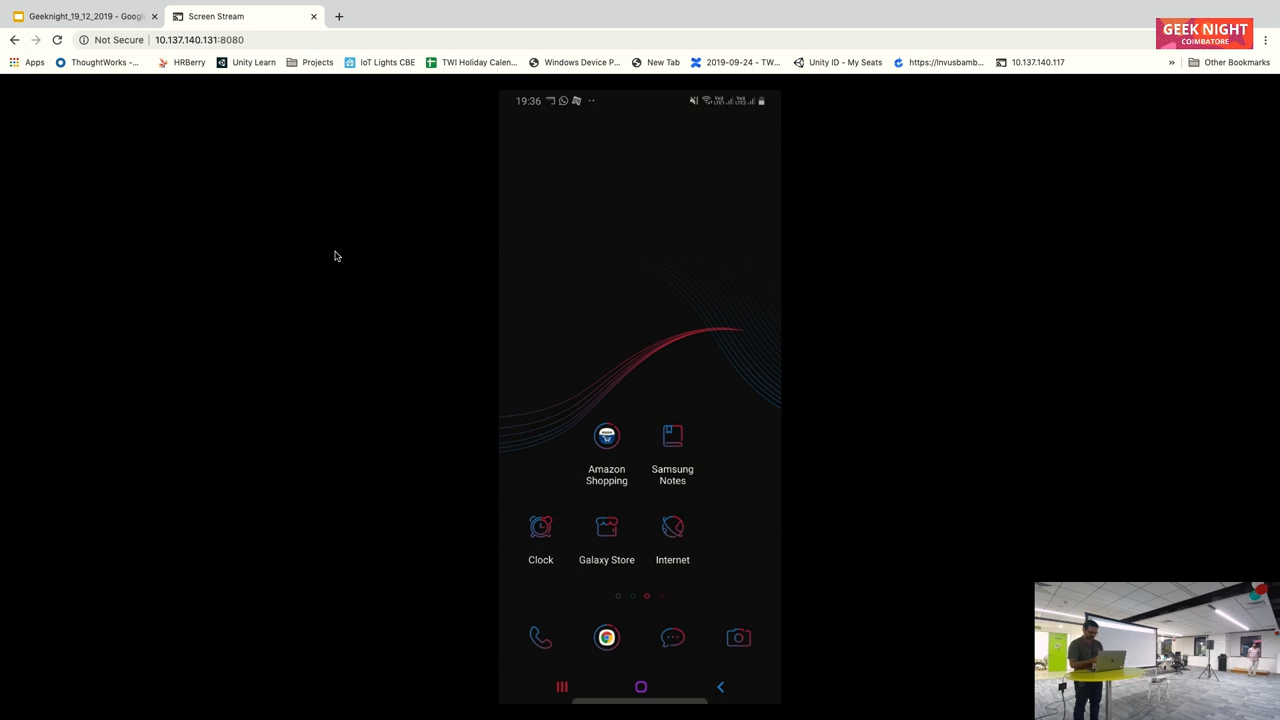 Geeknight_19_12_2019 - Googl
Screen Stream
Not Secure 10.137.140.131:8080
GEEK NIGHT
COIMBATORE
Apps ThoughtWorks -... HRBerry Unity Learn Projects IoT Lights CBE TWI Holiday Calen... Windows Device P... New Tab 2019-09-24 - TW... Unity ID - My Seats https://lnvusbamb... 10.137.140.117 » Other Bookmarks
19:36
Amazon Shopping
Samsung Notes
Clock
Galaxy Store
Internet